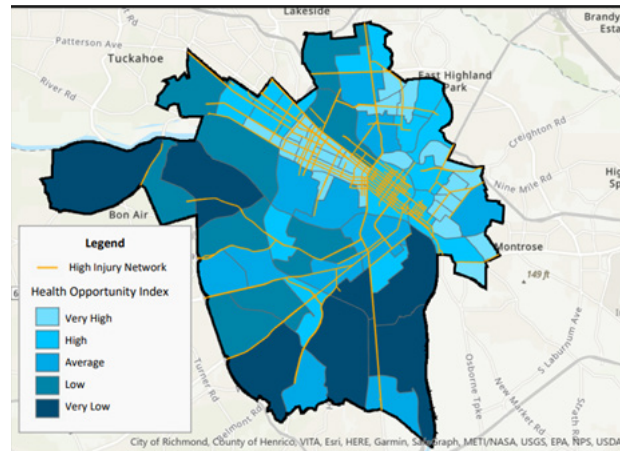 Lakeside
Brandy
Esta
Patterson Ave
Tuckahoe
River Rd
East Highland
Park
Creighton Rd
Nine Mile Rd
Hig
Sp
Bon Air
Montrose
149 ft
Legend
High Injury Network
Health Opportunity Index
Very High
High
Average
Low
Very Low
6
Turner Rd
Belmont Rd
Osborne Tpke
New Market Rd
S Laburnum Ave
Strath Rd
City of Richmond, County of Henrico, VITA, Esri, HERE, Garmin, SafeGraph, METI/NASA, USGS, EPA, NPS, USDA